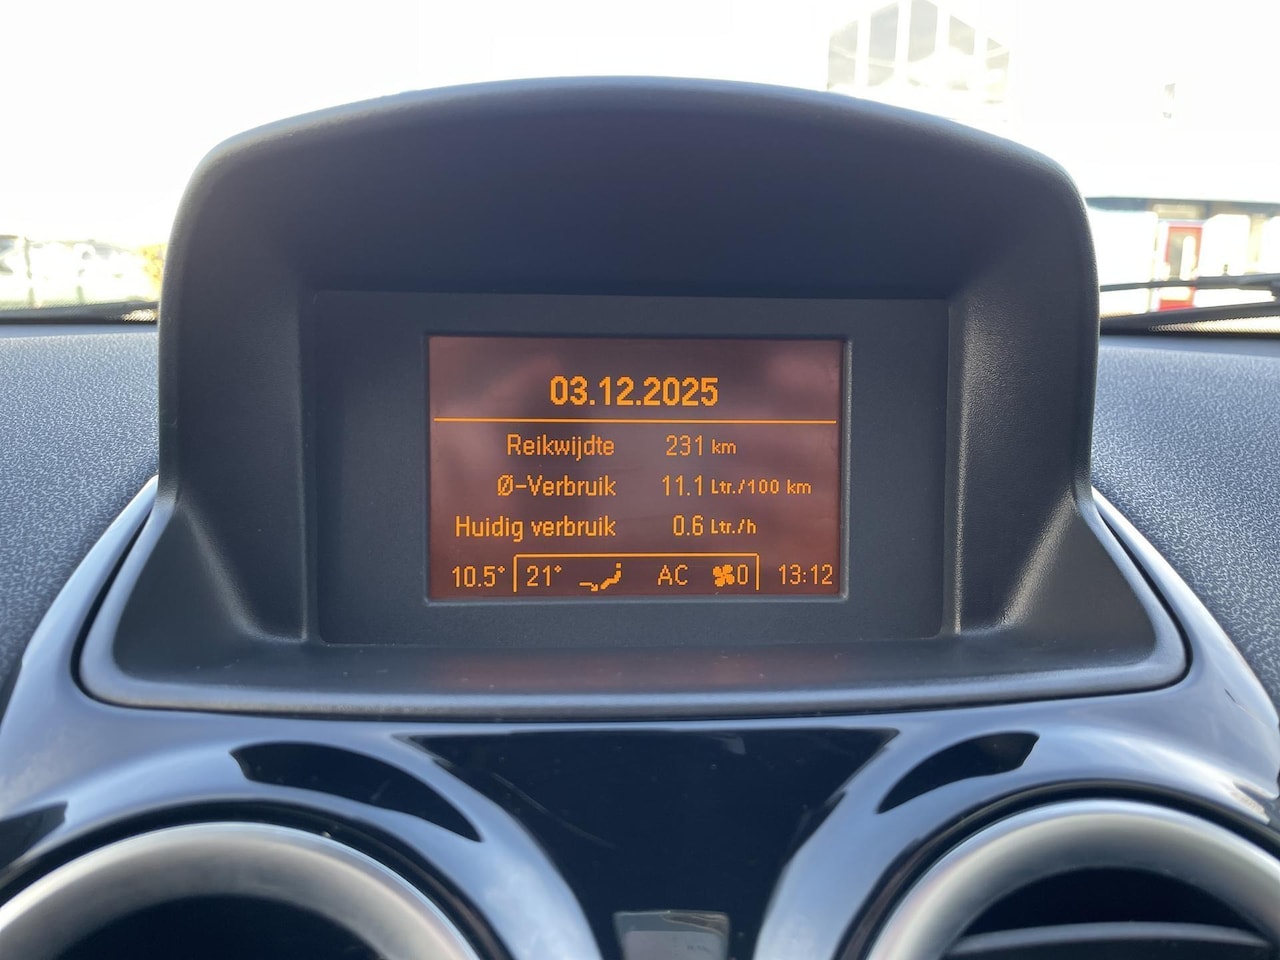 03.12.2025
Reikwijdte 231 km
Ø-Verbruik 11.1 Ltr./100 km
Huidig verbruik 0.6 Ltr./h
10.5° 21° AC 0 13:12